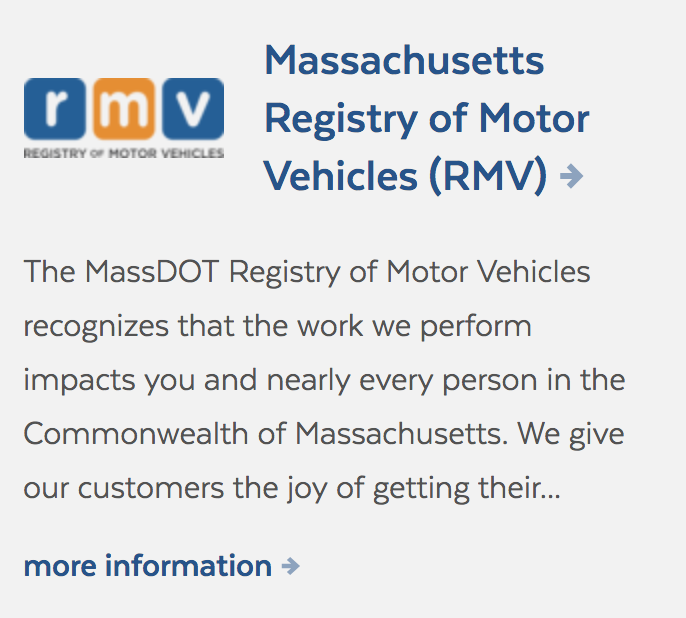 rmv
REGISTRY OF MOTOR VEHICLES
Massachusetts
Registry of Motor
Vehicles (RMV) →
The MassDOT Registry of Motor Vehicles
recognizes that the work we perform
impacts you and nearly every person in the
Commonwealth of Massachusetts. We give
our customers the joy of getting their...
more information →